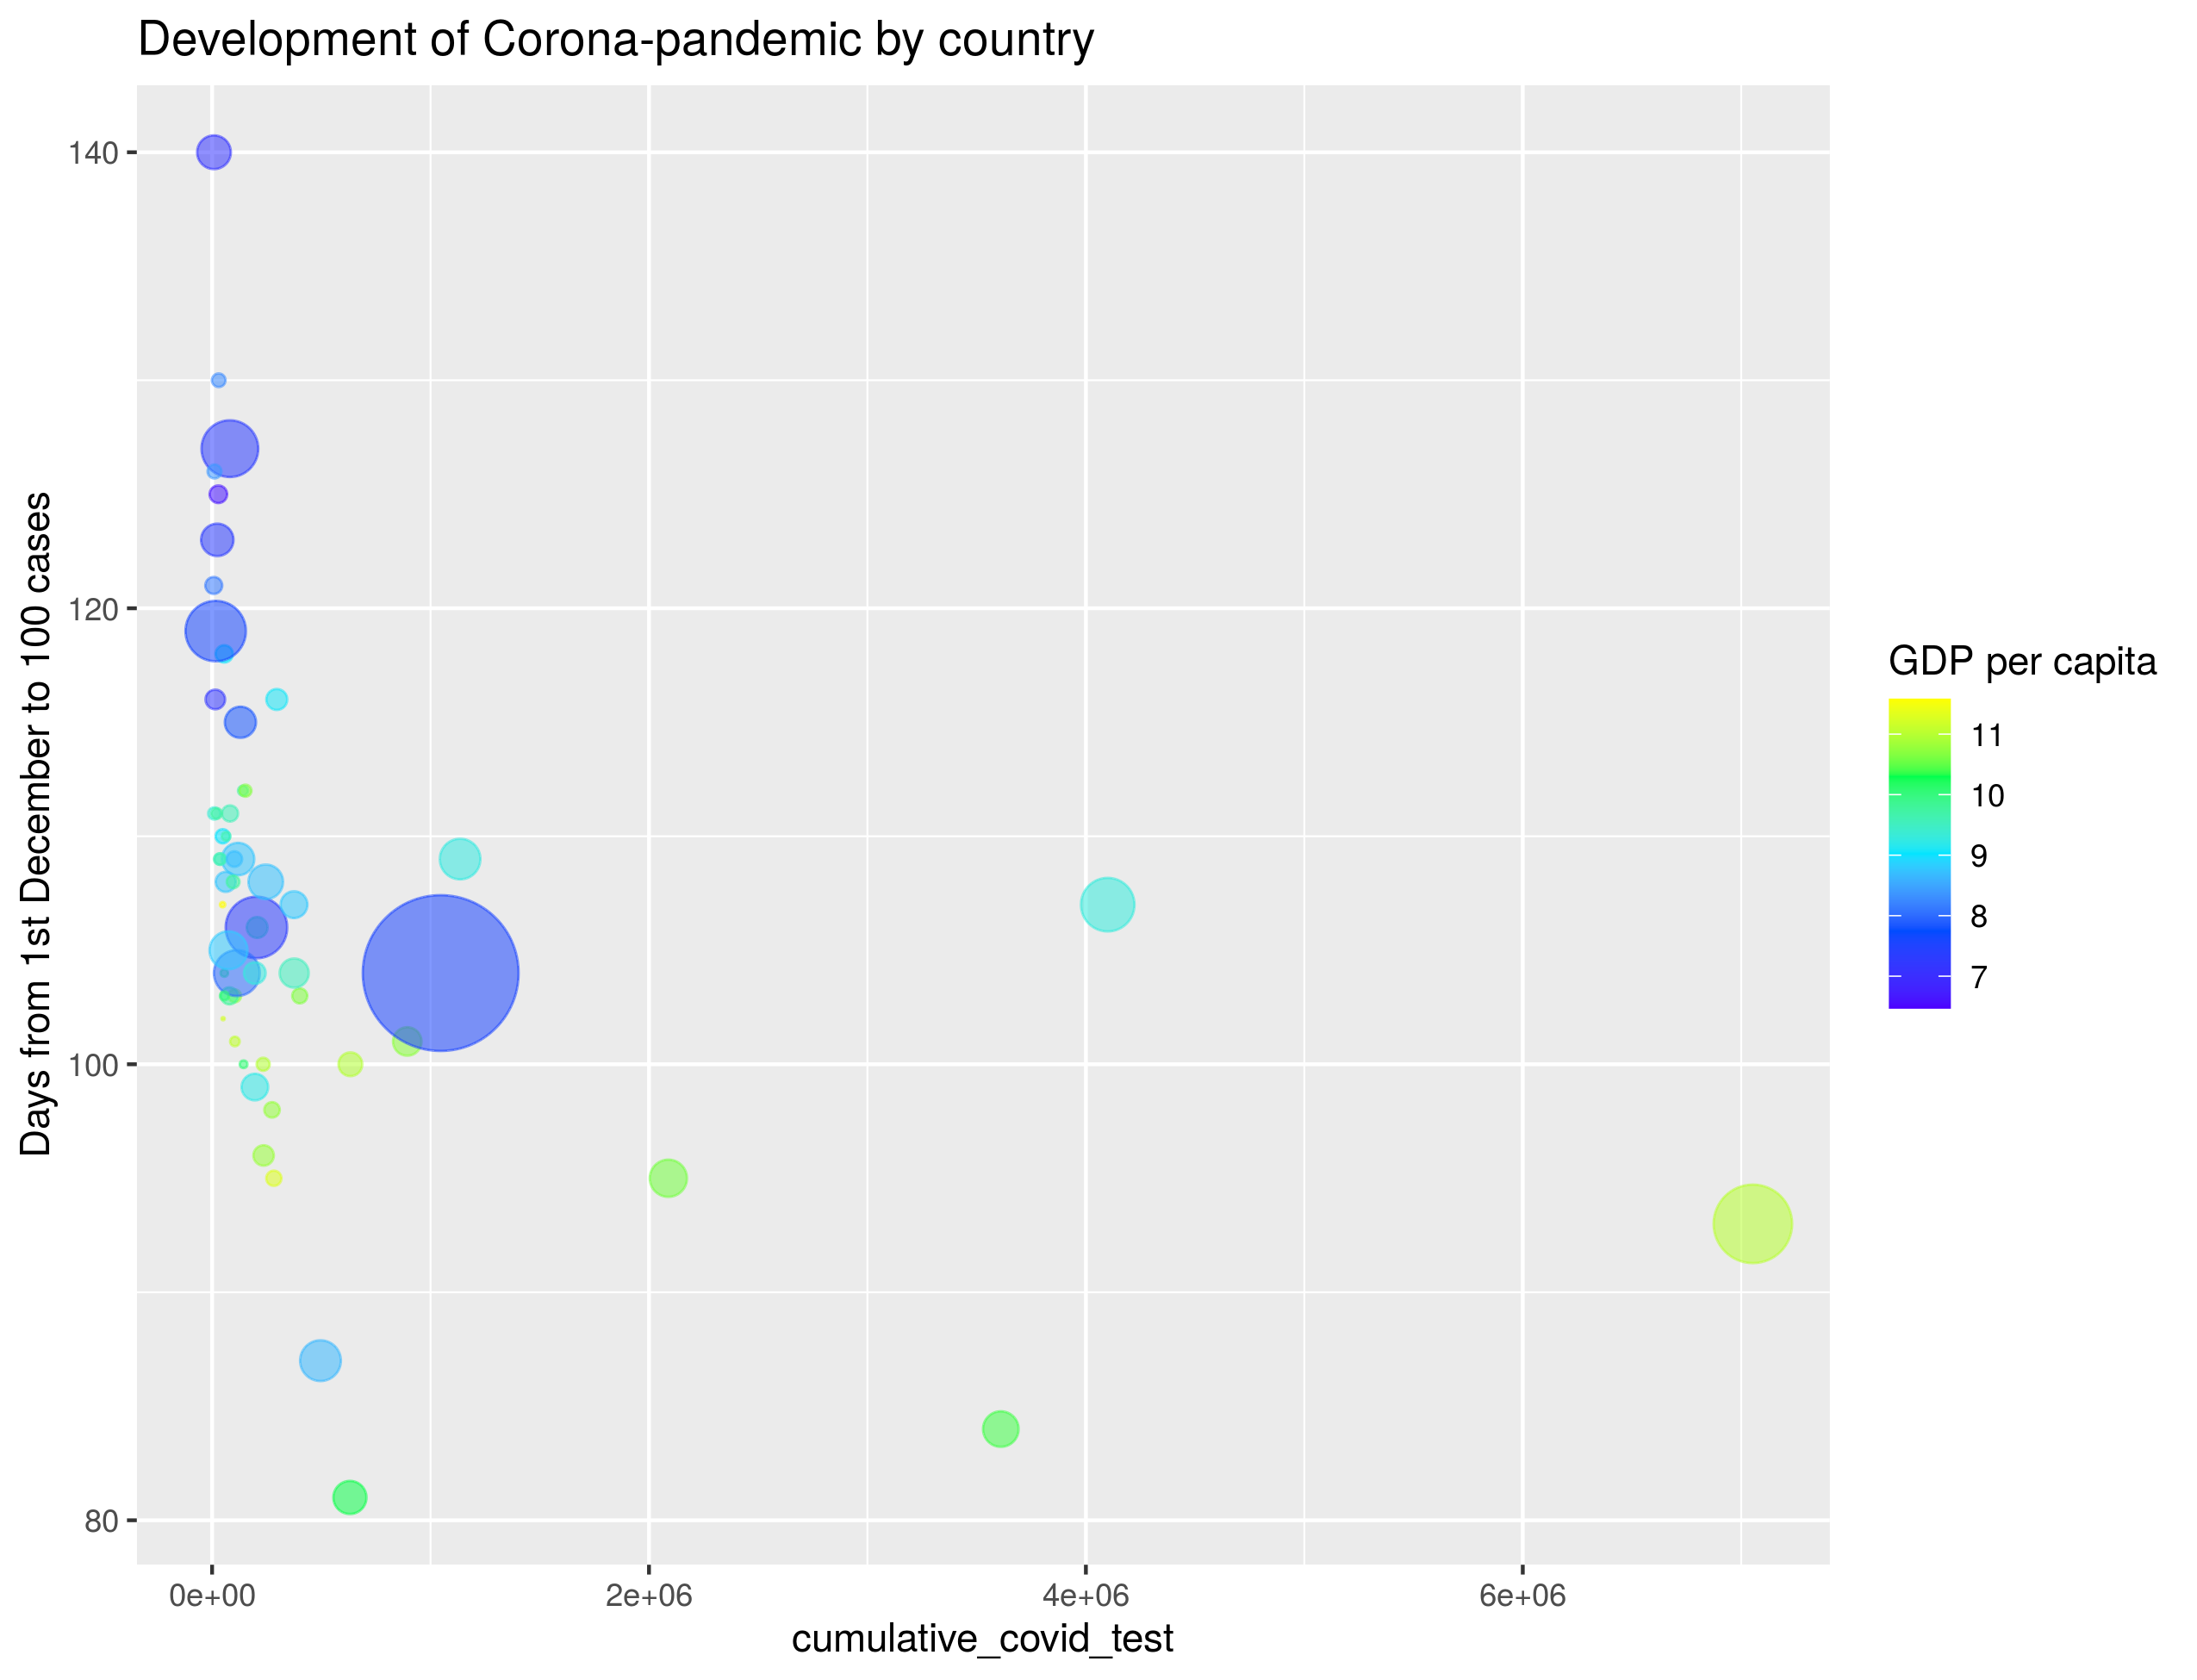 Development of Corona-pandemic by country
Days from 1st December to 100 cases
140
120
100
80
0e+00
2e+06
4e+06
6e+06
cumulative_covid_test
GDP per capita
11
10
9
8
7